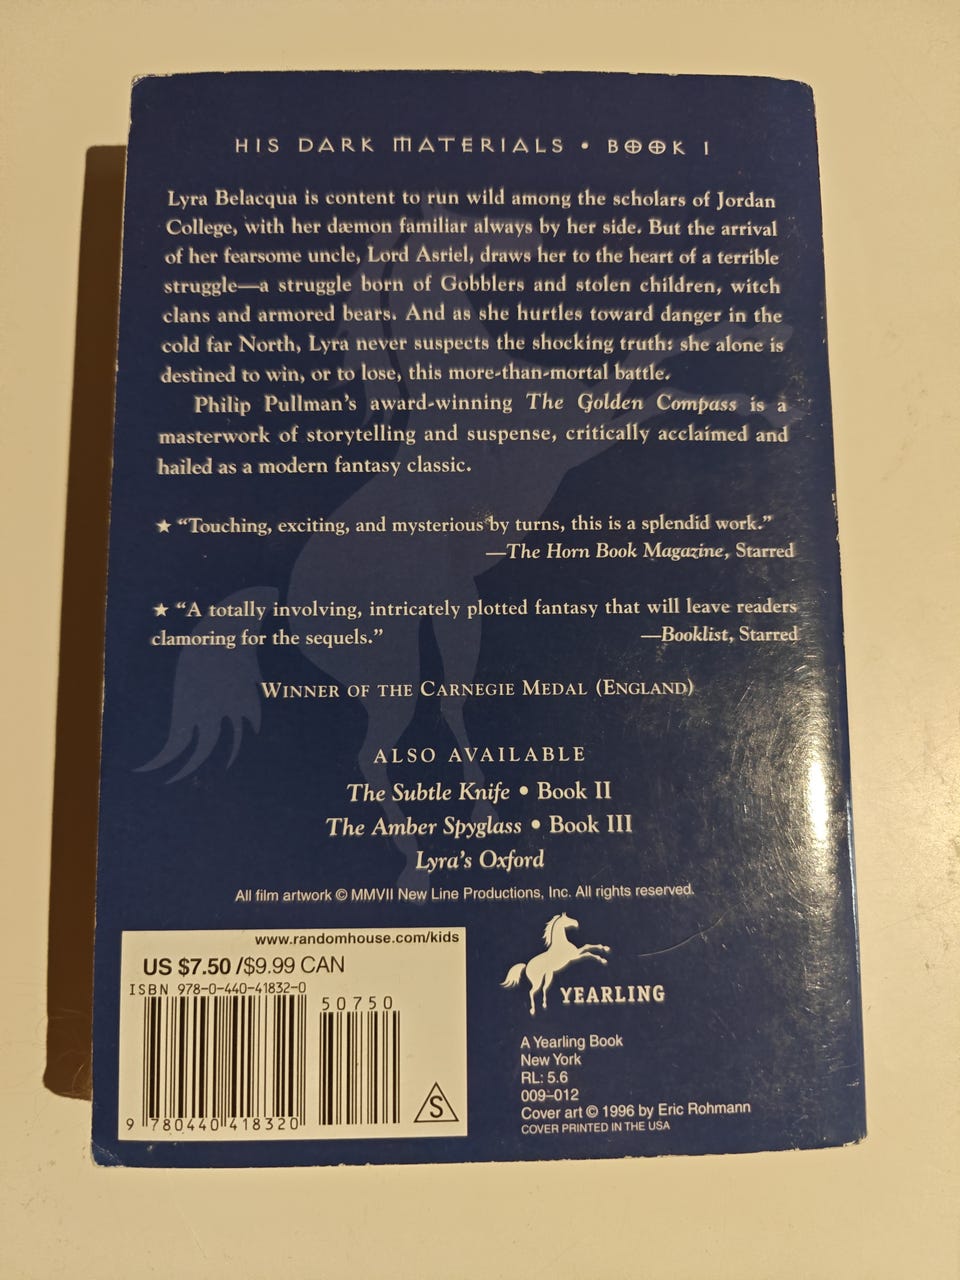 HIS DARK MATERIALS • BOOK 1
Lyra Belacqua is content to run wild among the scholars of Jordan
College, with her dæmon familiar always by her side. But the arrival
of her fearsome uncle, Lord Asriel, draws her to the heart of a terrible
struggle—a struggle born of Gobblers and stolen children, witch
clans and armored bears. And as she hurtles toward danger in the
cold far North, Lyra never suspects the shocking truth: she alone is
destined to win, or to lose, this more-than-mortal battle.
Philip Pullman's award-winning The Golden Compass is a
masterwork of storytelling and suspense, critically acclaimed and
hailed as a modern fantasy classic.
★ “Touching, exciting, and mysterious by turns, this is a splendid work.”
—The Horn Book Magazine, Starred
★ “A totally involving, intricately plotted fantasy that will leave readers
clamoring for the sequels.” —Booklist, Starred
WINNER OF THE CARNEGIE MEDAL (ENGLAND)
ALSO AVAILABLE
The Subtle Knife • Book II
The Amber Spyglass • Book III
Lyra's Oxford
All film artwork © MMVII New Line Productions, Inc. All rights reserved.
www.randomhouse.com/kids
US $7.50 /$9.99 CAN
ISBN 978-0-440-41832-0
50750
9 780440 418320
S
YEARLING
A Yearling Book
New York
RL: 5.6
009–012
Cover art © 1996 by Eric Rohmann
COVER PRINTED IN THE USA